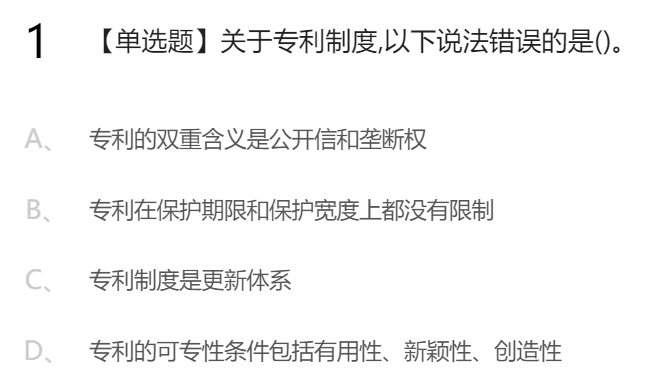 1 【单选题】关于专利制度,以下说法错误的是()。
A、 专利的双重含义是公开信和垄断权
B、 专利在保护期限和保护宽度上都没有限制
C、 专利制度是更新体系
D、 专利的可专性条件包括有用性、新颖性、创造性